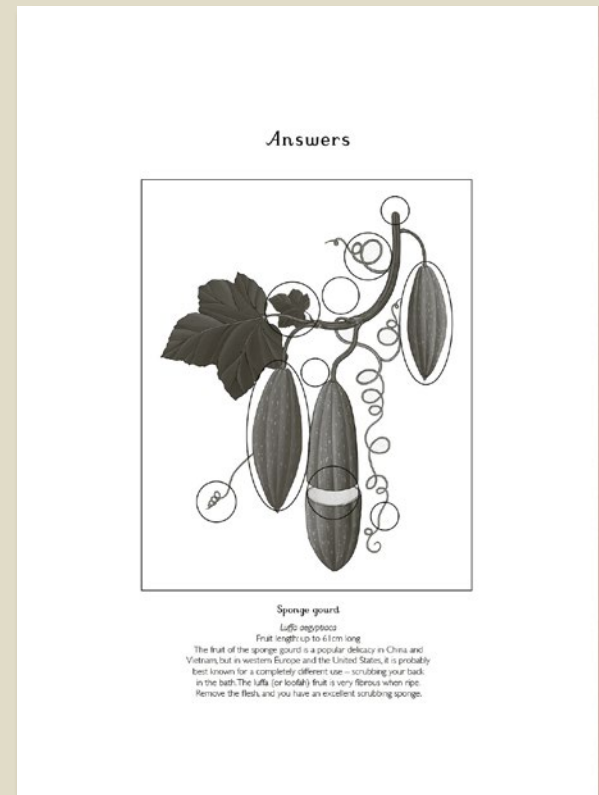 Answers
Sponge gourd
Luffa aegyptiaca
Fruit length: up to 61cm long
The fruit of the sponge gourd is a popular delicacy in China and
Vietnam, but in western Europe and the United States, it is probably
best known for a completely different use – scrubbing your back
in the bath. The luffa (or loofah) fruit is very fibrous when ripe.
Remove the flesh, and you have an excellent scrubbing sponge.